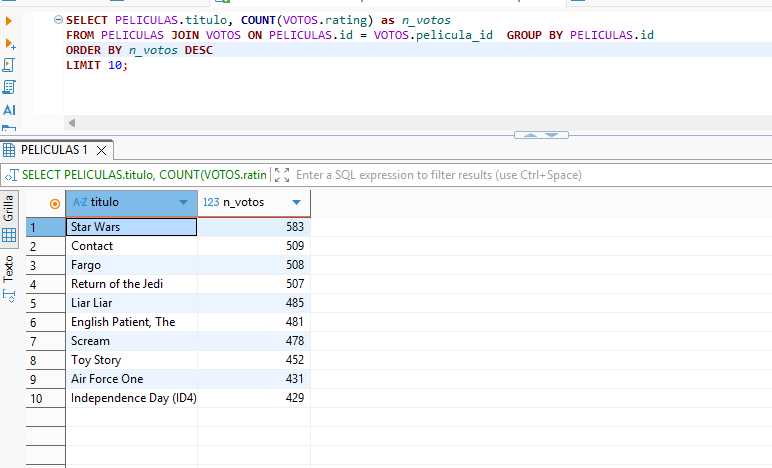 SELECT PELICULAS.titulo, COUNT(VOTOS.rating) as n_votos
FROM PELICULAS JOIN VOTOS ON PELICULAS.id = VOTOS.pelicula_id  GROUP BY PELICULAS.id
ORDER BY n_votos DESC
LIMIT 10;
AI
PELICULAS 1
SELECT PELICULAS.titulo, COUNT(VOTOS.ratin Enter a SQL expression to filter results (use Ctrl+Space)
Grilla
Texto
A-Z titulo 123 n_votos
1 Star Wars 583
2 Contact 509
3 Fargo 508
4 Return of the Jedi 507
5 Liar Liar 485
6 English Patient, The 481
7 Scream 478
8 Toy Story 452
9 Air Force One 431
10 Independence Day (ID4) 429